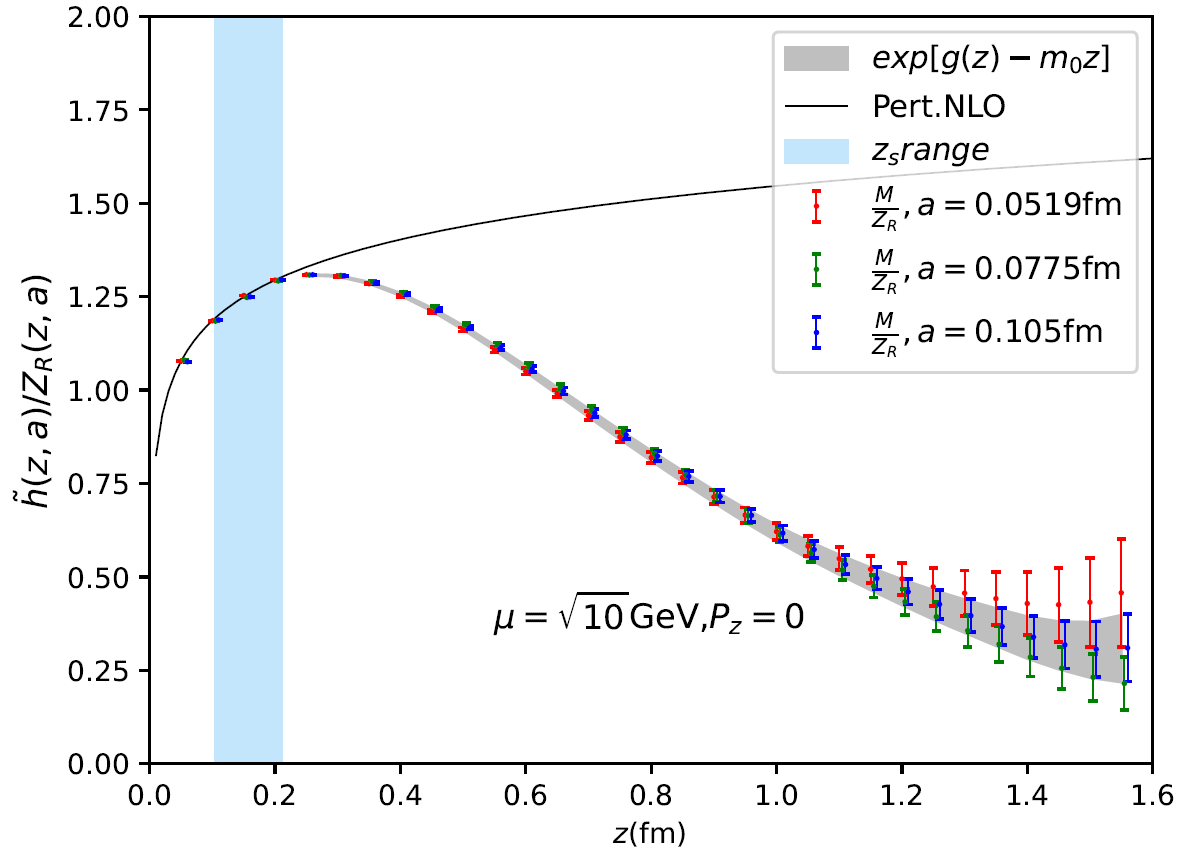 2.00
1.75
1.50
1.25
1.00
0.75
0.50
0.25
0.00
h̃(z, a)/Z_R(z, a)
exp[g(z) − m₀z]
Pert.NLO
z_s range
M/Z_R, a = 0.0519fm
M/Z_R, a = 0.0775fm
M/Z_R, a = 0.105fm
μ = √10 GeV,P_z = 0
0.0 0.2 0.4 0.6 0.8 1.0 1.2 1.4 1.6
z(fm)